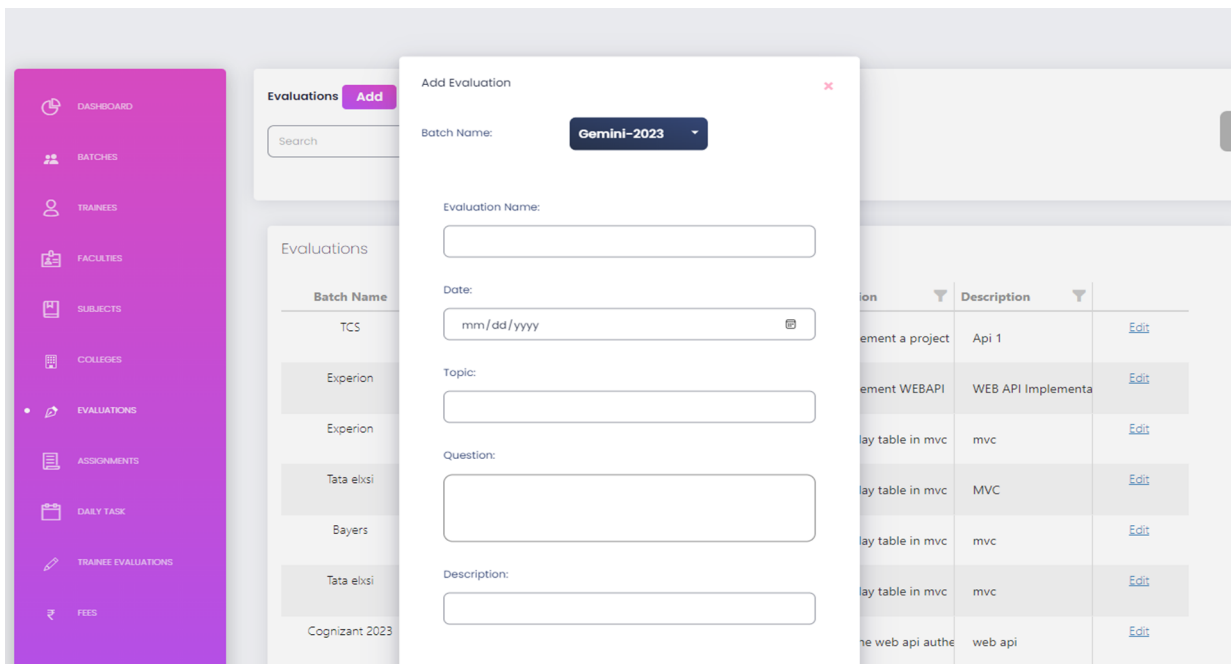 DASHBOARD
BATCHES
TRAINEES
FACULTIES
SUBJECTS
COLLEGES
EVALUATIONS
ASSIGNMENTS
DAILY TASK
TRAINEE EVALUATIONS
FEES
Evaluations Add
Search
Add Evaluation
Batch Name: Gemini-2023
Evaluation Name:
Date:
mm/dd/yyyy
Topic:
Question:
Description:
Evaluations
Batch Name ion Description
TCS ement a project Api 1 Edit
Experion ement WEBAPI WEB API Implementa Edit
Experion lay table in mvc mvc Edit
Tata elxsi lay table in mvc MVC Edit
Bayers lay table in mvc mvc Edit
Tata elxsi lay table in mvc mvc Edit
Cognizant 2023 he web api authe web api Edit